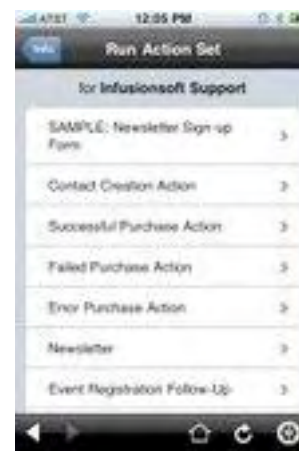 AT&T 12:05 PM
Info Run Action Set
for Infusionsoft Support
SAMPLE: Newsletter Sign-up
Form
Contact Creation Action
Successful Purchase Action
Failed Purchase Action
Error Purchase Action
Newsletter
Event Registration Follow-Up